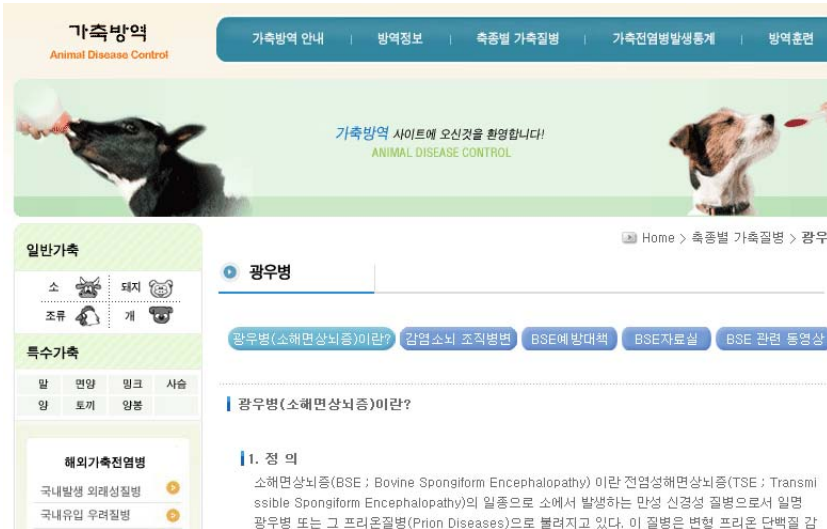 가축방역
Animal Disease Control
가축방역 안내 | 방역정보 | 축종별 가축질병 | 가축전염병발생통계 | 방역훈련
가축방역 사이트에 오신것을 환영합니다!
ANIMAL DISEASE CONTROL
Home > 축종별 가축질병 > 광우
일반가축
소 돼지
조류 개
특수가축
말 면양 밍크 사슴
양 토끼 양봉
해외가축전염병
국내발생 외래성질병
국내유입 우려질병
광우병
광우병(소해면상뇌증)이란? 감염소뇌 조직병변 BSE예방대책 BSE자료실 BSE 관련 동영상
광우병(소해면상뇌증)이란?
1. 정 의
소해면상뇌증(BSE ; Bovine Spongiform Encephalopathy) 이란 전염성해면상뇌증(TSE ; Transmi
ssible Spongiform Encephalopathy)의 일종으로 소에서 발생하는 만성 신경성 질병으로서 일명
광우병 또는 그 프리온질병(Prion Diseases)으로 불려지고 있다. 이 질병은 변형 프리온 단백질 감